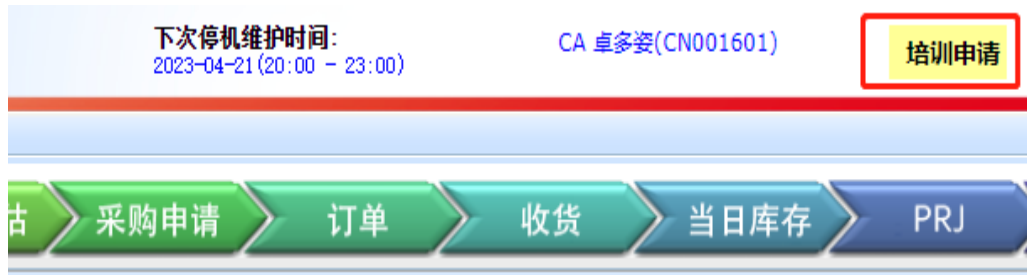 下次停机维护时间:
2023-04-21(20:00 - 23:00)
CA 卓多姿(CN001601)
培训申请
估 采购申请 订单 收货 当日库存 PRJ